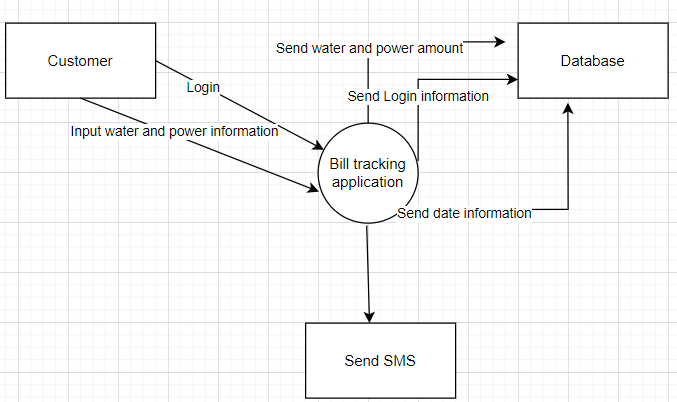 Send water and power amount
Customer
Database
Login
Send Login information
Input water and power information
Bill tracking
application
Send date information
Send SMS